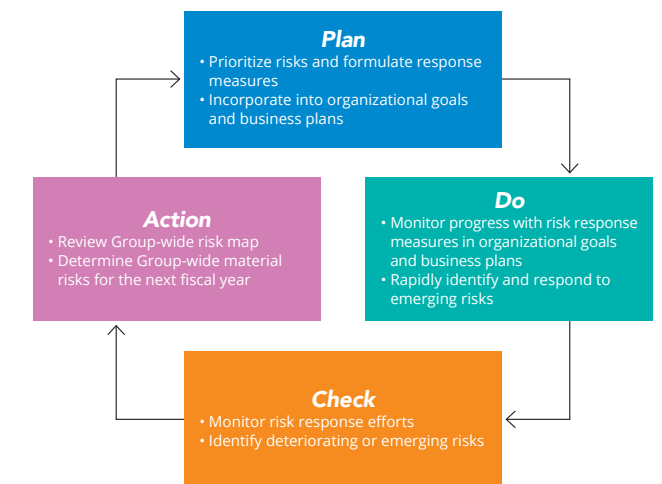 Plan
• Prioritize risks and formulate response
measures
• Incorporate into organizational goals
and business plans
Do
• Monitor progress with risk response
measures in organizational goals
and business plans
• Rapidly identify and respond to
emerging risks
Check
• Monitor risk response efforts
• Identify deteriorating or emerging risks
Action
• Review Group-wide risk map
• Determine Group-wide material
risks for the next fiscal year